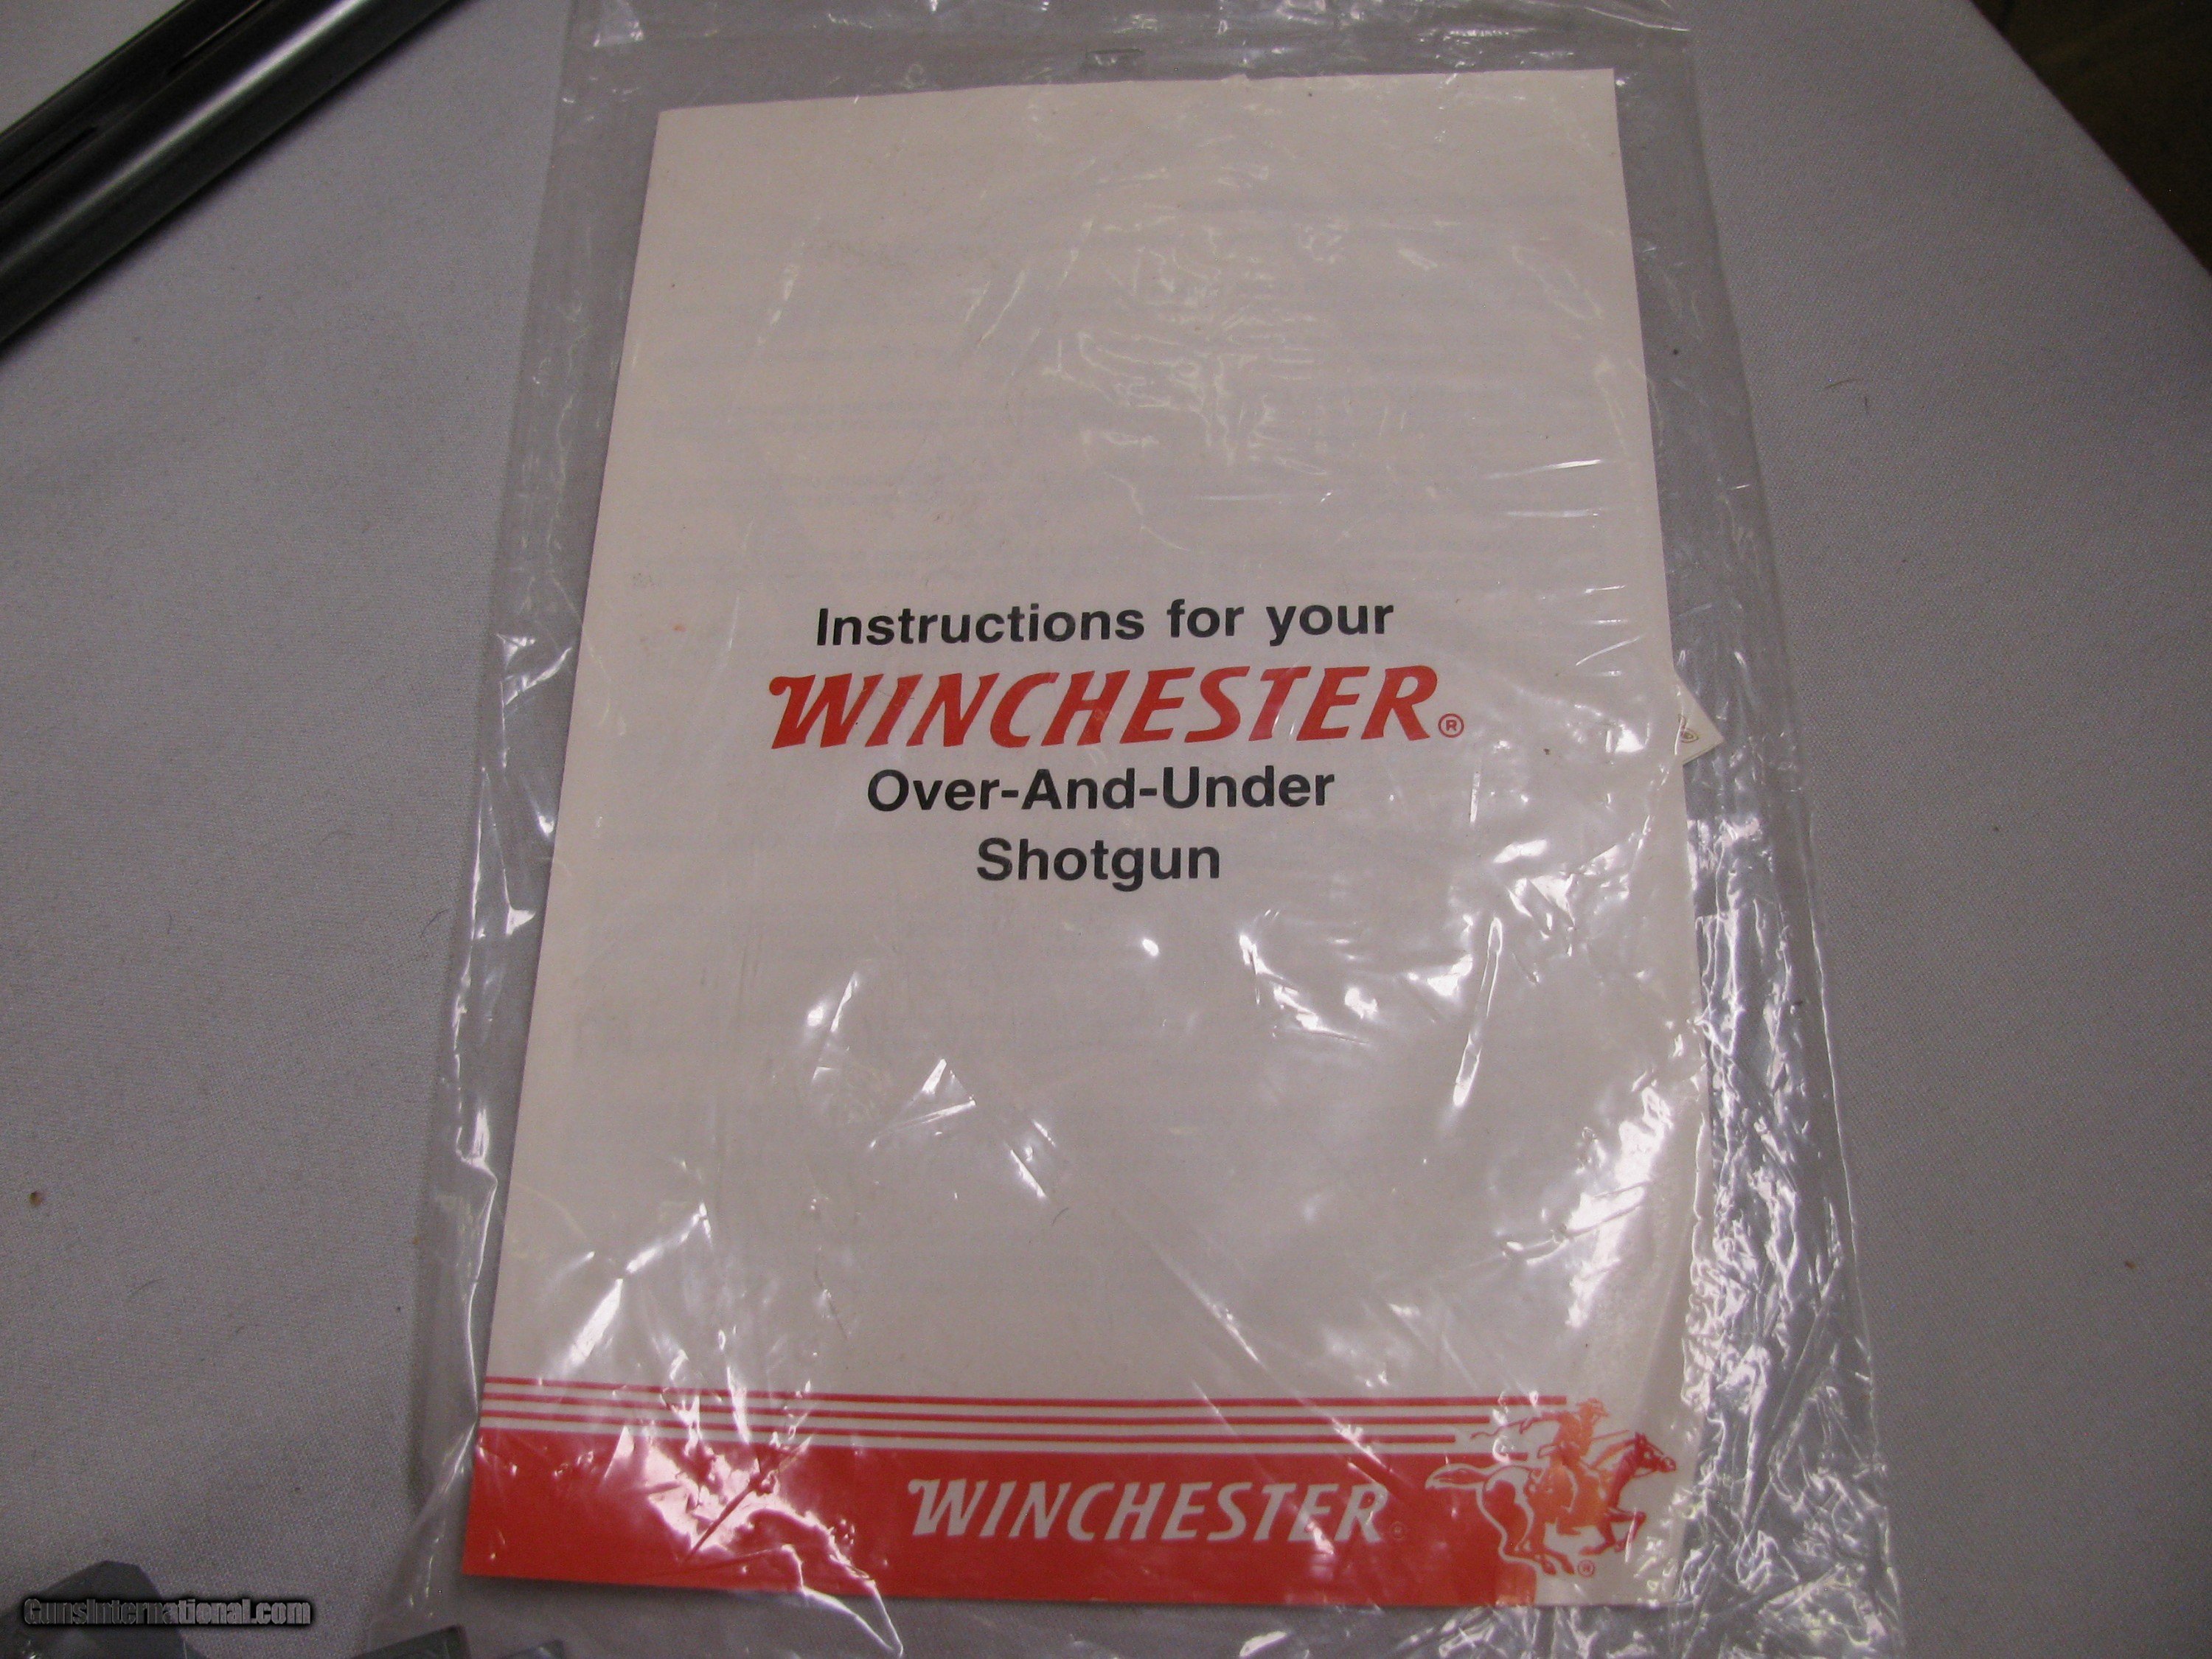 Instructions for your
WINCHESTER®
Over-And-Under
Shotgun
WINCHESTER®
®
GunsInternational.com